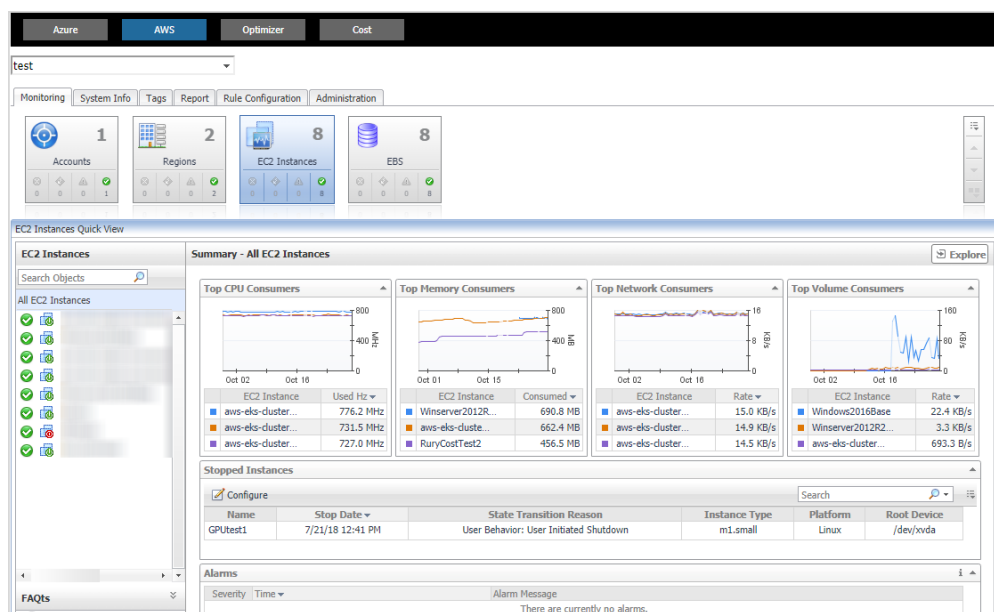 Azure AWS Optimizer Cost
test
Monitoring System Info Tags Report Rule Configuration Administration
1 2 8 8
Accounts Regions EC2 Instances EBS
0 0 0 1 0 0 0 2 0 0 0 8 0 0 0 8
EC2 Instances Quick View
EC2 Instances
Search Objects
All EC2 Instances
FAQts
Summary - All EC2 Instances
Explore
Top CPU Consumers
800
400
0
MHz
Oct 02 Oct 16
EC2 Instance Used Hz
aws-eks-cluster... 776.2 MHz
aws-eks-cluster... 731.5 MHz
aws-eks-cluster... 727.0 MHz
Top Memory Consumers
800
400
0
MB
Oct 01 Oct 15
EC2 Instance Consumed
Winserver2012R... 690.8 MB
aws-eks-cluste... 662.4 MB
RuryCostTest2 456.5 MB
Top Network Consumers
16
8
0
KB/s
Oct 02 Oct 16
EC2 Instance Rate
aws-eks-cluster... 15.0 KB/s
aws-eks-cluster... 14.9 KB/s
aws-eks-cluster... 14.5 KB/s
Top Volume Consumers
160
80
0
KB/s
Oct 02 Oct 16
EC2 Instance Rate
Windows2016Base 22.4 KB/s
Winserver2012R2... 3.3 KB/s
aws-eks-cluster... 693.3 B/s
Stopped Instances
Configure
Search
Name Stop Date State Transition Reason Instance Type Platform Root Device
GPUtest1 7/21/18 12:41 PM User Behavior: User Initiated Shutdown m1.small Linux /dev/xvda
Alarms
Severity Time Alarm Message
There are currently no alarms.